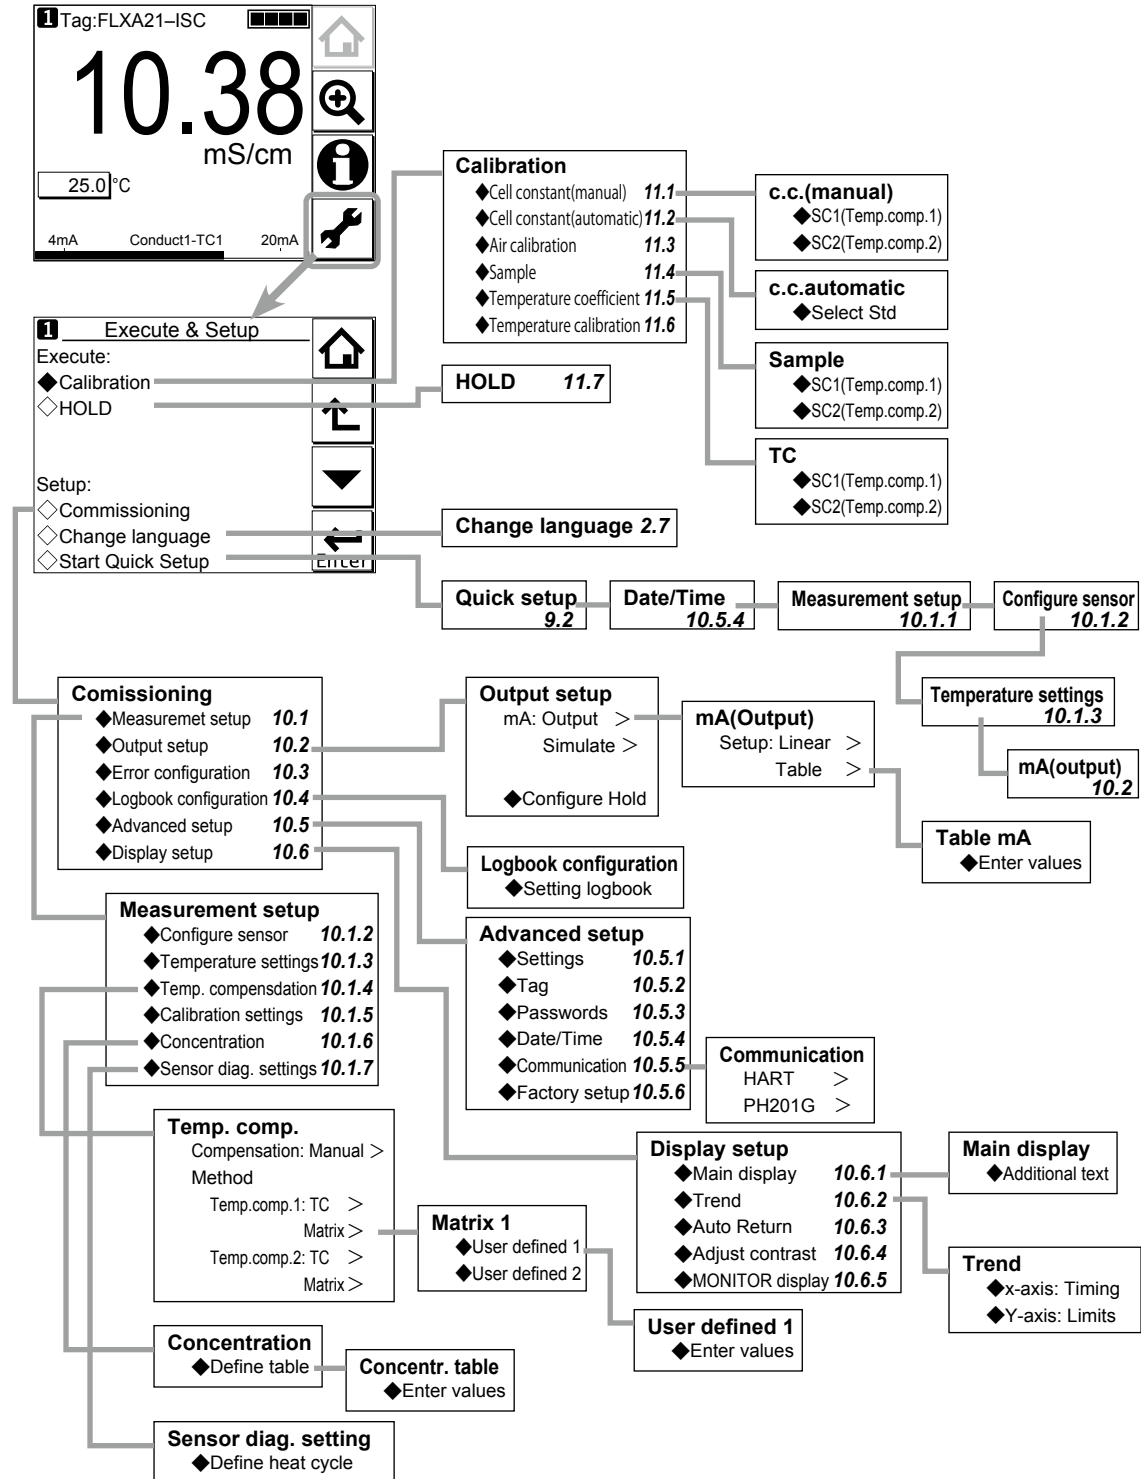 1 Tag:FLXA21–ISC
10.38
mS/cm
25.0 °C
4mA Conduct1-TC1 20mA
1 Execute & Setup
Execute:
◆Calibration
◇HOLD
Setup:
◇Commissioning
◇Change language
◇Start Quick Setup
Enter
Calibration
◆Cell constant(manual) 11.1
◆Cell constant(automatic) 11.2
◆Air calibration 11.3
◆Sample 11.4
◆Temperature coefficient 11.5
◆Temperature calibration 11.6
c.c.(manual)
◆SC1(Temp.comp.1)
◆SC2(Temp.comp.2)
c.c.automatic
◆Select Std
Sample
◆SC1(Temp.comp.1)
◆SC2(Temp.comp.2)
TC
◆SC1(Temp.comp.1)
◆SC2(Temp.comp.2)
HOLD 11.7
Change language 2.7
Quick setup
9.2
Date/Time
10.5.4
Measurement setup
10.1.1
Configure sensor
10.1.2
Temperature settings
10.1.3
mA(output)
10.2
Comissioning
◆Measuremet setup 10.1
◆Output setup 10.2
◆Error configuration 10.3
◆Logbook configuration 10.4
◆Advanced setup 10.5
◆Display setup 10.6
Output setup
mA: Output >
Simulate >
◆Configure Hold
mA(Output)
Setup: Linear >
Table >
Table mA
◆Enter values
Logbook configuration
◆Setting logbook
Measurement setup
◆Configure sensor 10.1.2
◆Temperature settings 10.1.3
◆Temp. compensdation 10.1.4
◆Calibration settings 10.1.5
◆Concentration 10.1.6
◆Sensor diag. settings 10.1.7
Advanced setup
◆Settings 10.5.1
◆Tag 10.5.2
◆Passwords 10.5.3
◆Date/Time 10.5.4
◆Communication 10.5.5
◆Factory setup 10.5.6
Communication
HART >
PH201G >
Temp. comp.
Compensation: Manual >
Method
Temp.comp.1: TC >
Matrix >
Temp.comp.2: TC >
Matrix >
Matrix 1
◆User defined 1
◆User defined 2
User defined 1
◆Enter values
Display setup
◆Main display 10.6.1
◆Trend 10.6.2
◆Auto Return 10.6.3
◆Adjust contrast 10.6.4
◆MONITOR display 10.6.5
Main display
◆Additional text
Trend
◆x-axis: Timing
◆Y-axis: Limits
Concentration
◆Define table
Concentr. table
◆Enter values
Sensor diag. setting
◆Define heat cycle